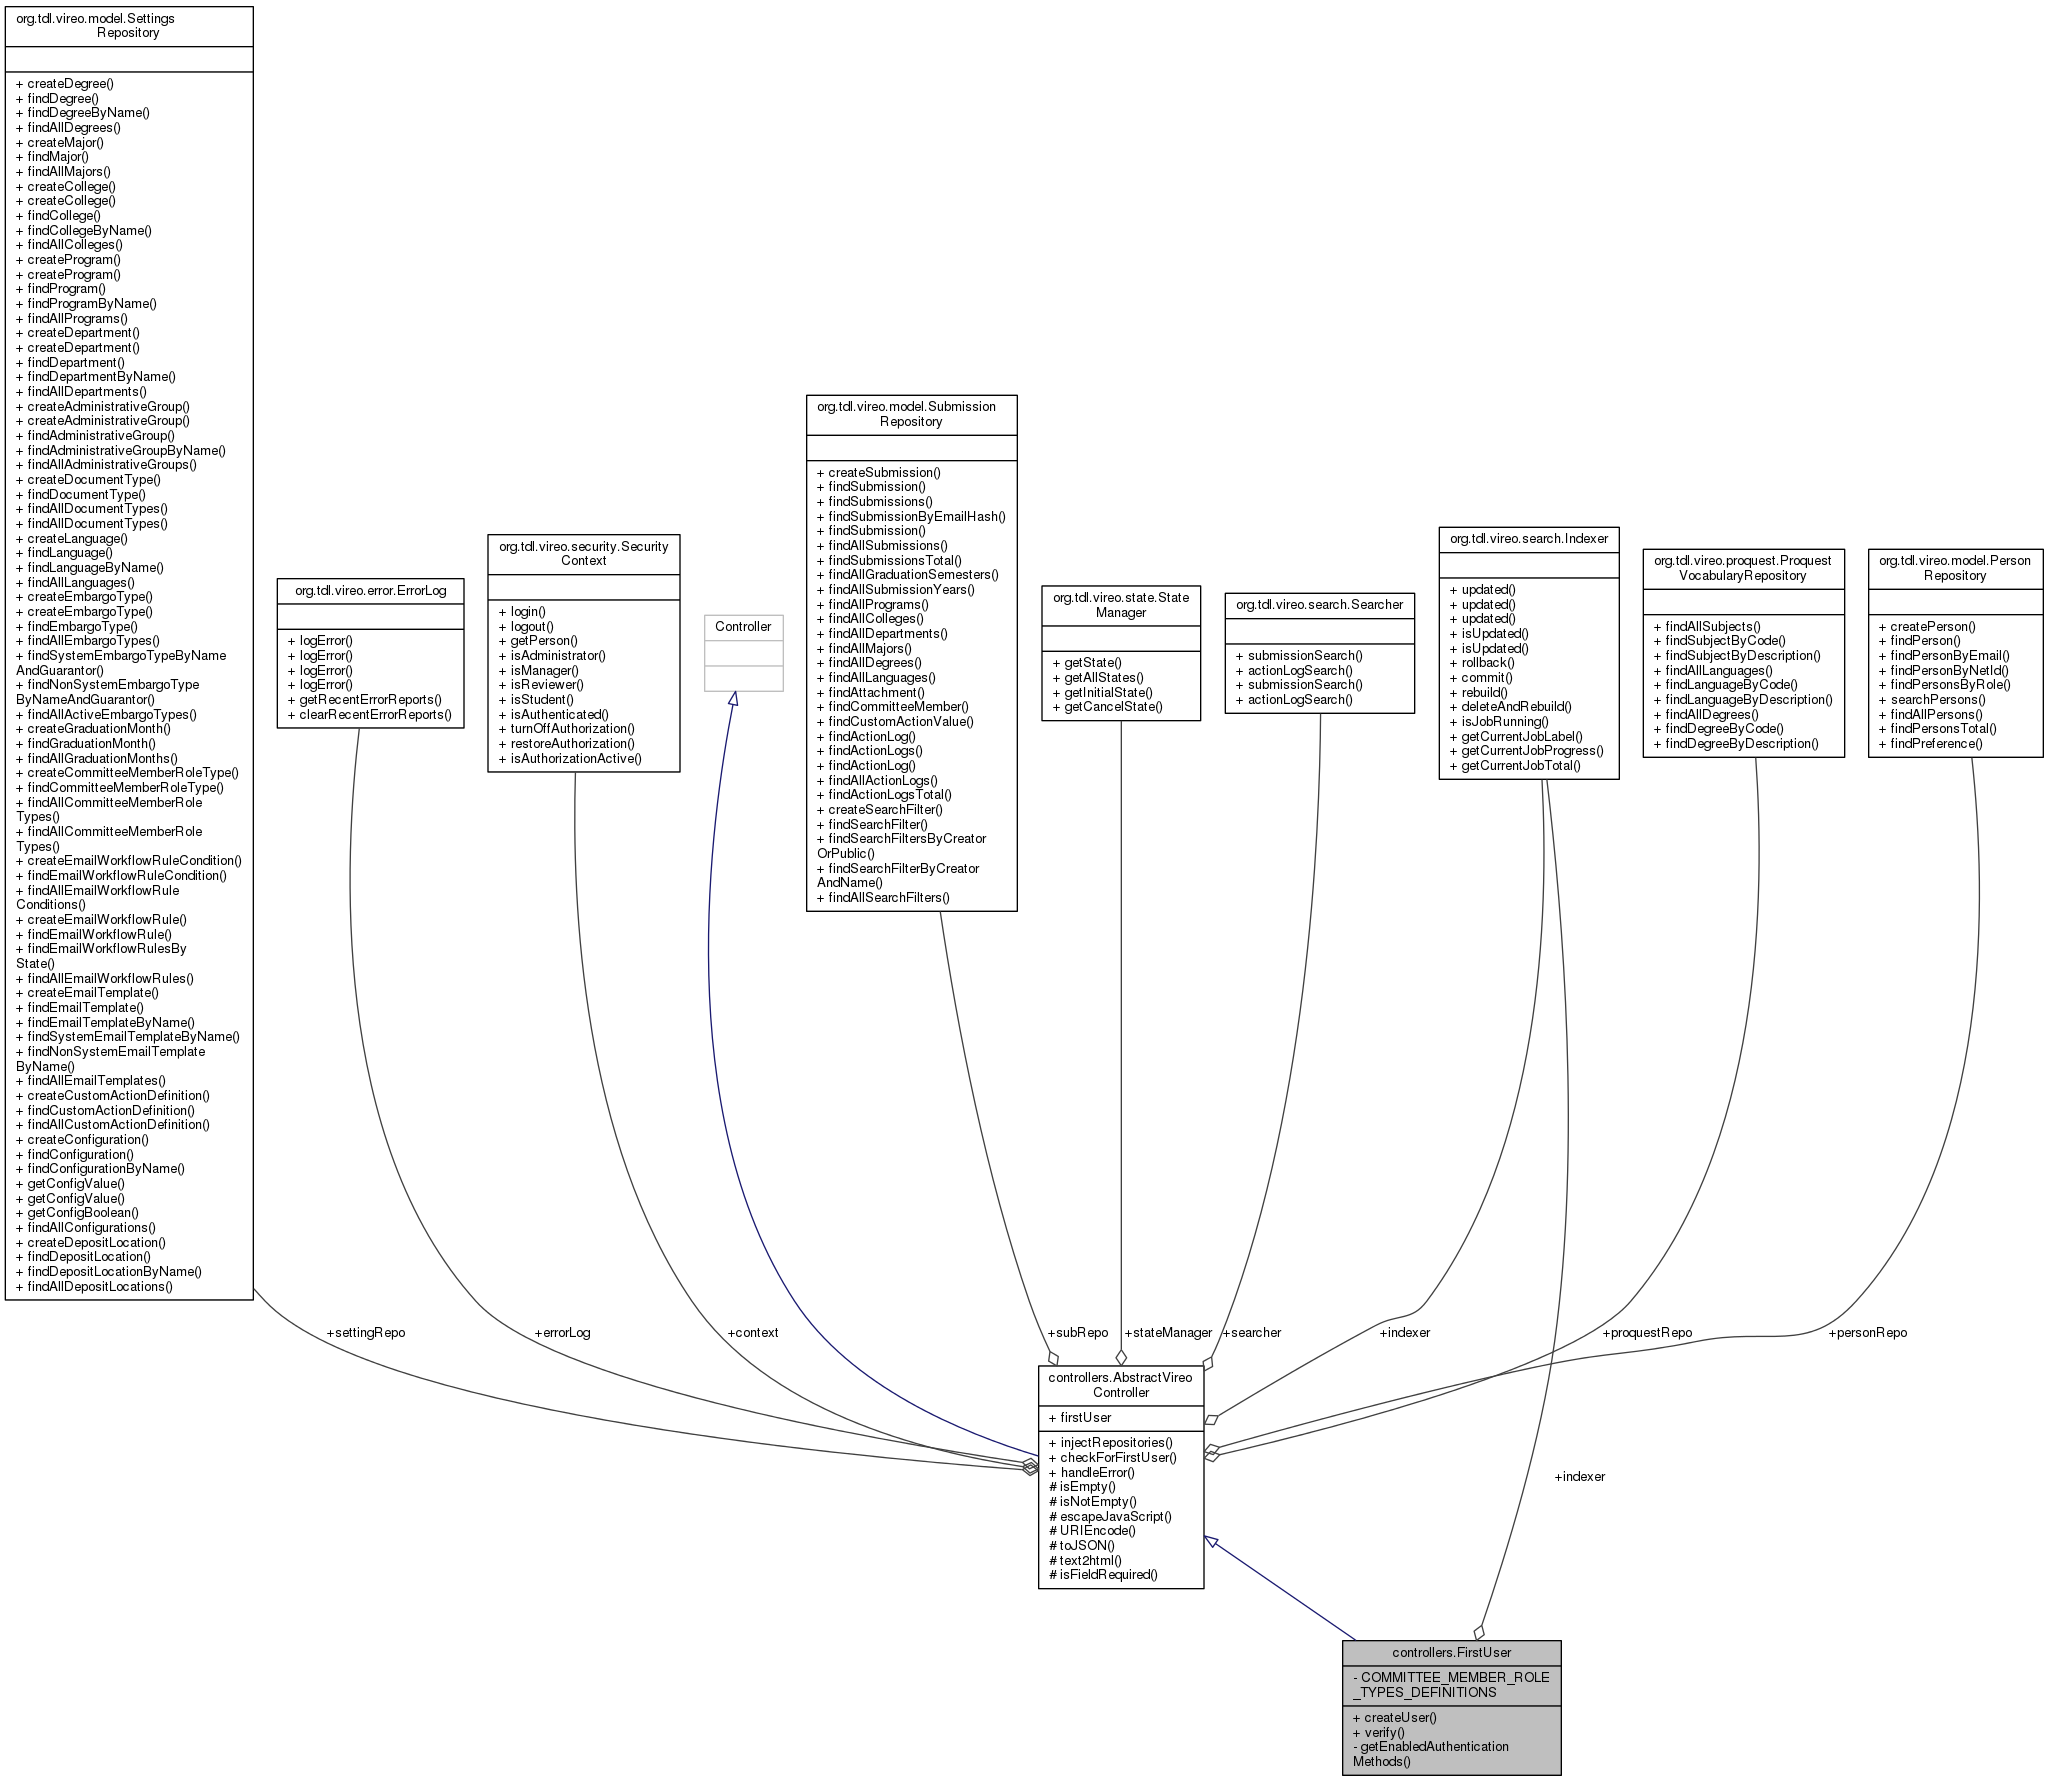 org.tdl.vireo.model.Settings
Repository
+ createDegree()
+ findDegree()
+ findDegreeByName()
+ findAllDegrees()
+ createMajor()
+ findMajor()
+ findAllMajors()
+ createCollege()
+ createCollege()
+ findCollege()
+ findCollegeByName()
+ findAllColleges()
+ createProgram()
+ createProgram()
+ findProgram()
+ findProgramByName()
+ findAllPrograms()
+ createDepartment()
+ createDepartment()
+ findDepartment()
+ findDepartmentByName()
+ findAllDepartments()
+ createAdministrativeGroup()
+ createAdministrativeGroup()
+ findAdministrativeGroup()
+ findAdministrativeGroupByName()
+ findAllAdministrativeGroups()
+ createDocumentType()
+ findDocumentType()
+ findAllDocumentTypes()
+ findAllDocumentTypes()
+ createLanguage()
+ findLanguage()
+ findLanguageByName()
+ findAllLanguages()
+ createEmbargoType()
+ createEmbargoType()
+ findEmbargoType()
+ findAllEmbargoTypes()
+ findSystemEmbargoTypeByName
AndGuarantor()
+ findNonSystemEmbargoType
ByNameAndGuarantor()
+ findAllActiveEmbargoTypes()
+ createGraduationMonth()
+ findGraduationMonth()
+ findAllGraduationMonths()
+ createCommitteeMemberRoleType()
+ findCommitteeMemberRoleType()
+ findAllCommitteeMemberRole
Types()
+ findAllCommitteeMemberRole
Types()
+ createEmailWorkflowRuleCondition()
+ findEmailWorkflowRuleCondition()
+ findAllEmailWorkflowRule
Conditions()
+ createEmailWorkflowRule()
+ findEmailWorkflowRule()
+ findEmailWorkflowRulesBy
State()
+ findAllEmailWorkflowRules()
+ createEmailTemplate()
+ findEmailTemplate()
+ findEmailTemplateByName()
+ findSystemEmailTemplateByName()
+ findNonSystemEmailTemplate
ByName()
+ findAllEmailTemplates()
+ createCustomActionDefinition()
+ findCustomActionDefinition()
+ findAllCustomActionDefinition()
+ createConfiguration()
+ findConfiguration()
+ findConfigurationByName()
+ getConfigValue()
+ getConfigValue()
+ getConfigBoolean()
+ findAllConfigurations()
+ createDepositLocation()
+ findDepositLocation()
+ findDepositLocationByName()
+ findAllDepositLocations()
org.tdl.vireo.error.ErrorLog
+ logError()
+ logError()
+ logError()
+ logError()
+ getRecentErrorReports()
+ clearRecentErrorReports()
org.tdl.vireo.security.Security
Context
+ login()
+ logout()
+ getPerson()
+ isAdministrator()
+ isManager()
+ isReviewer()
+ isStudent()
+ isAuthenticated()
+ turnOffAuthorization()
+ restoreAuthorization()
+ isAuthorizationActive()
Controller
org.tdl.vireo.model.Submission
Repository
+ createSubmission()
+ findSubmission()
+ findSubmissions()
+ findSubmissionByEmailHash()
+ findSubmission()
+ findAllSubmissions()
+ findSubmissionsTotal()
+ findAllGraduationSemesters()
+ findAllSubmissionYears()
+ findAllPrograms()
+ findAllColleges()
+ findAllDepartments()
+ findAllMajors()
+ findAllDegrees()
+ findAllLanguages()
+ findAttachment()
+ findCommitteeMember()
+ findCustomActionValue()
+ findActionLog()
+ findActionLogs()
+ findActionLog()
+ findAllActionLogs()
+ findActionLogsTotal()
+ createSearchFilter()
+ findSearchFilter()
+ findSearchFiltersByCreator
OrPublic()
+ findSearchFilterByCreator
AndName()
+ findAllSearchFilters()
org.tdl.vireo.state.State
Manager
+ getState()
+ getAllStates()
+ getInitialState()
+ getCancelState()
org.tdl.vireo.search.Searcher
+ submissionSearch()
+ actionLogSearch()
+ submissionSearch()
+ actionLogSearch()
org.tdl.vireo.search.Indexer
+ updated()
+ updated()
+ updated()
+ isUpdated()
+ isUpdated()
+ rollback()
+ commit()
+ rebuild()
+ deleteAndRebuild()
+ isJobRunning()
+ getCurrentJobLabel()
+ getCurrentJobProgress()
+ getCurrentJobTotal()
org.tdl.vireo.proquest.Proquest
VocabularyRepository
+ findAllSubjects()
+ findSubjectByCode()
+ findSubjectByDescription()
+ findAllLanguages()
+ findLanguageByCode()
+ findLanguageByDescription()
+ findAllDegrees()
+ findDegreeByCode()
+ findDegreeByDescription()
org.tdl.vireo.model.Person
Repository
+ createPerson()
+ findPerson()
+ findPersonByEmail()
+ findPersonByNetId()
+ findPersonsByRole()
+ searchPersons()
+ findAllPersons()
+ findPersonsTotal()
+ findPreference()
+settingRepo
+errorLog
+context
+subRepo
+stateManager
+searcher
+indexer
+proquestRepo
+personRepo
controllers.AbstractVireo
Controller
+ firstUser
+ injectRepositories()
+ checkForFirstUser()
+ handleError()
# isEmpty()
# isNotEmpty()
# escapeJavaScript()
# URIEncode()
# toJSON()
# text2html()
# isFieldRequired()
+indexer
controllers.FirstUser
- COMMITTEE_MEMBER_ROLE
_TYPES_DEFINITIONS
+ createUser()
+ verify()
- getEnabledAuthentication
Methods()